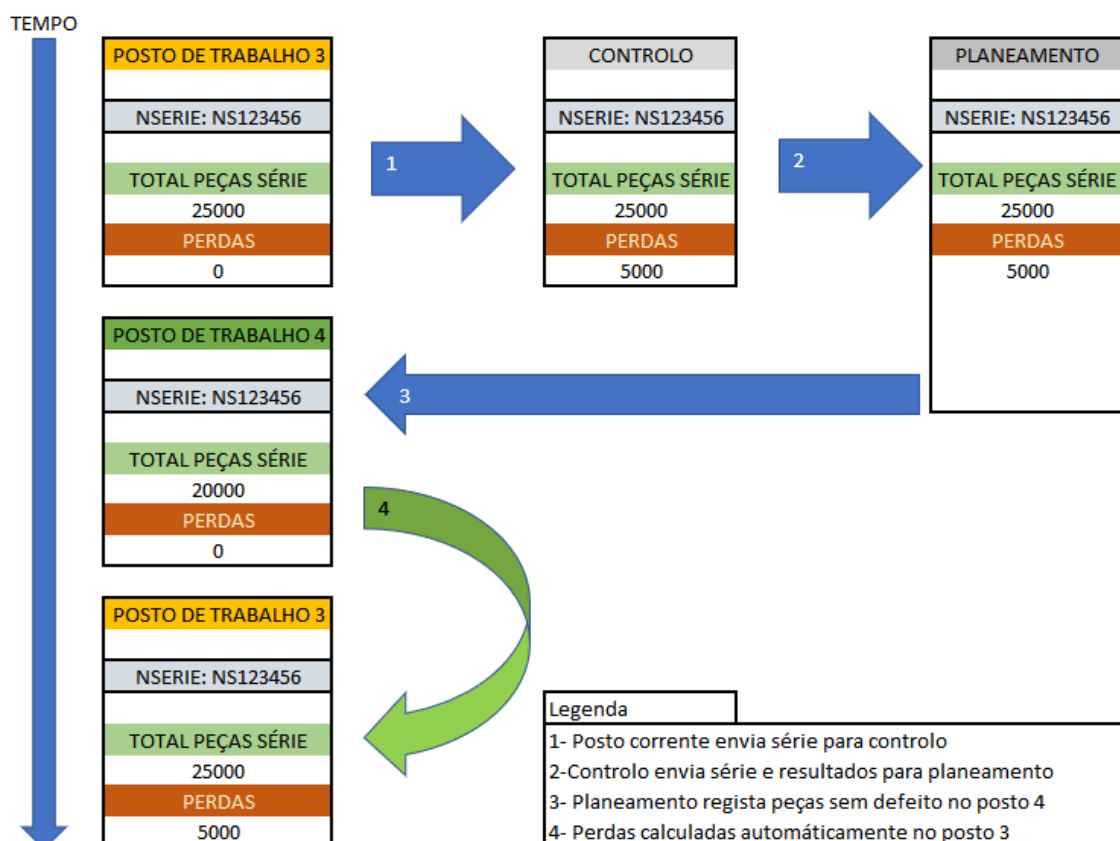 TEMPO
POSTO DE TRABALHO 3
NSERIE: NS123456
TOTAL PEÇAS SÉRIE
25000
PERDAS
0
1
CONTROLO
NSERIE: NS123456
TOTAL PEÇAS SÉRIE
25000
PERDAS
5000
2
PLANEAMENTO
NSERIE: NS123456
TOTAL PEÇAS SÉRIE
25000
PERDAS
5000
3
POSTO DE TRABALHO 4
NSERIE: NS123456
TOTAL PEÇAS SÉRIE
20000
PERDAS
0
4
POSTO DE TRABALHO 3
NSERIE: NS123456
TOTAL PEÇAS SÉRIE
25000
PERDAS
5000
Legenda
1- Posto corrente envia série para controlo
2-Controlo envia série e resultados para planeamento
3- Planeamento regista peças sem defeito no posto 4
4- Perdas calculadas automáticamente no posto 3